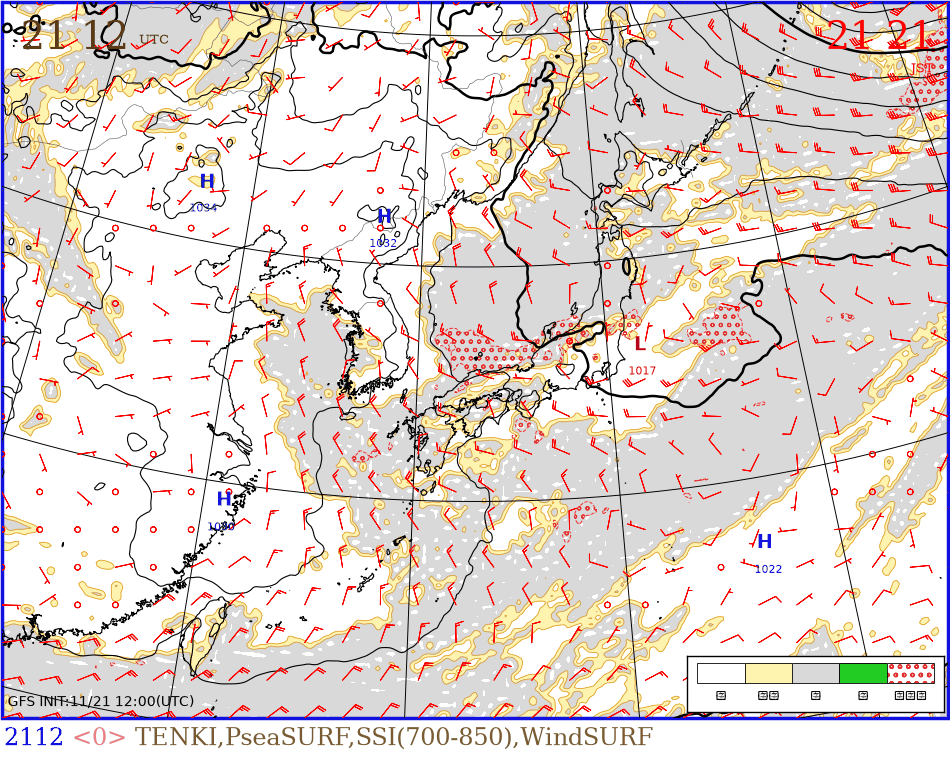 21 12 UTC
21 21 JST
H
1034
H
1032
L
1017
H
H
1022
GFS INIT:11/21 12:00(UTC)
2112 <0> TENKI,PseaSURF,SSI(700-850),WindSURF